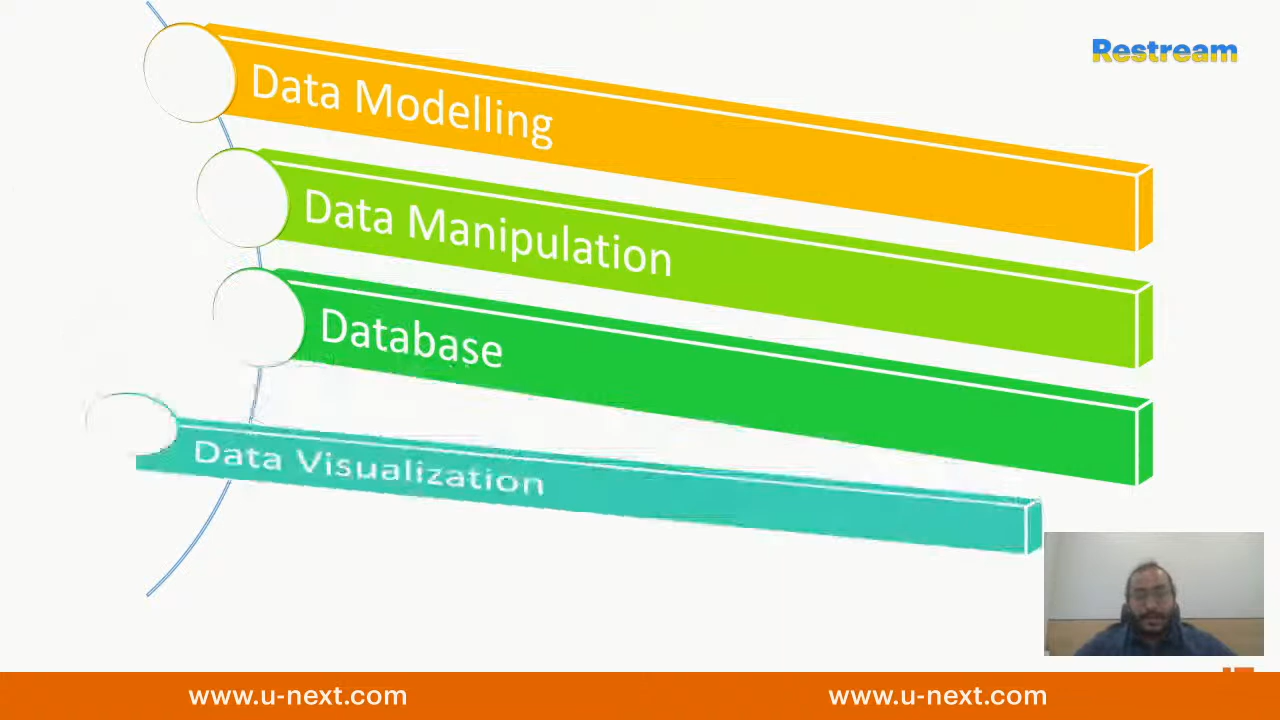 Restream
Data Modelling
Data Manipulation
Database
Data Visualization
www.u-next.com www.u-next.com